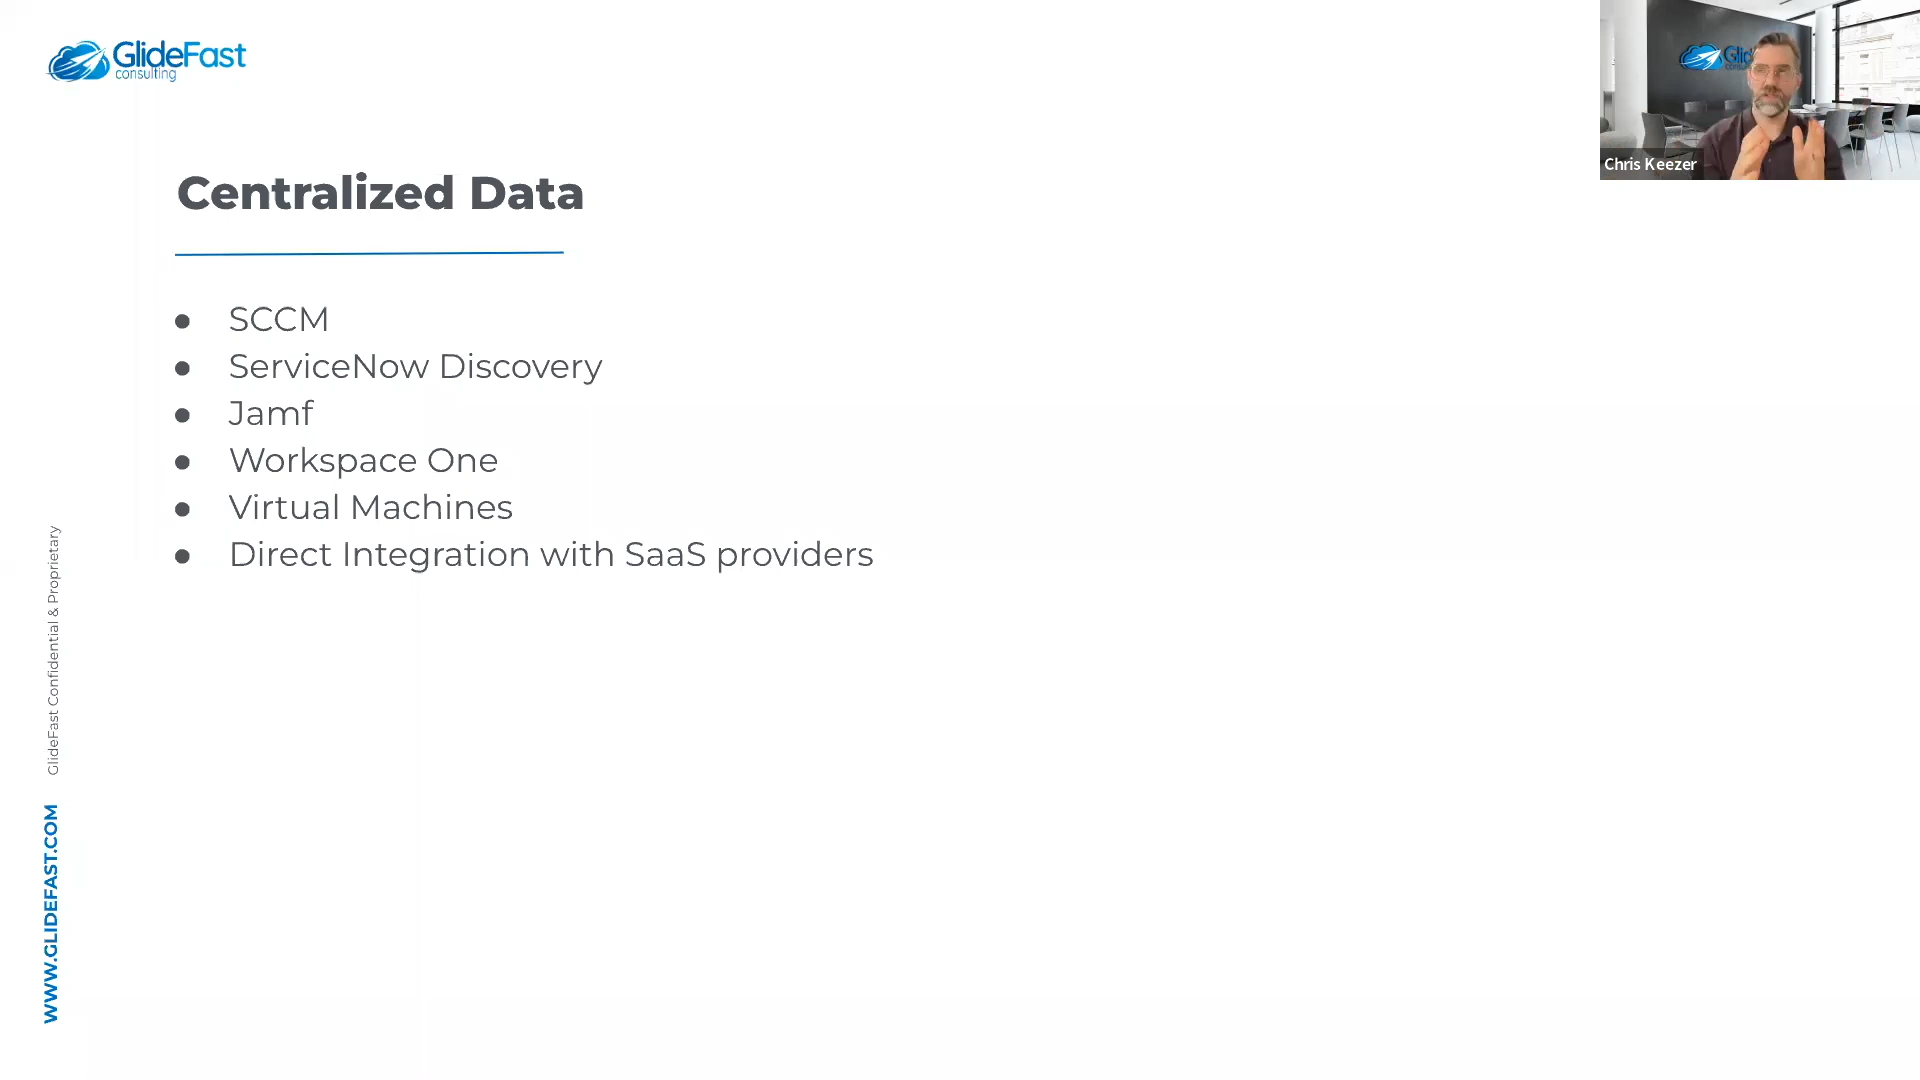 GlideFast
consulting
Chris Keezer
Centralized Data
● SCCM
● ServiceNow Discovery
● Jamf
● Workspace One
● Virtual Machines
● Direct Integration with SaaS providers
WWW.GLIDEFAST.COM GlideFast Confidential & Proprietary